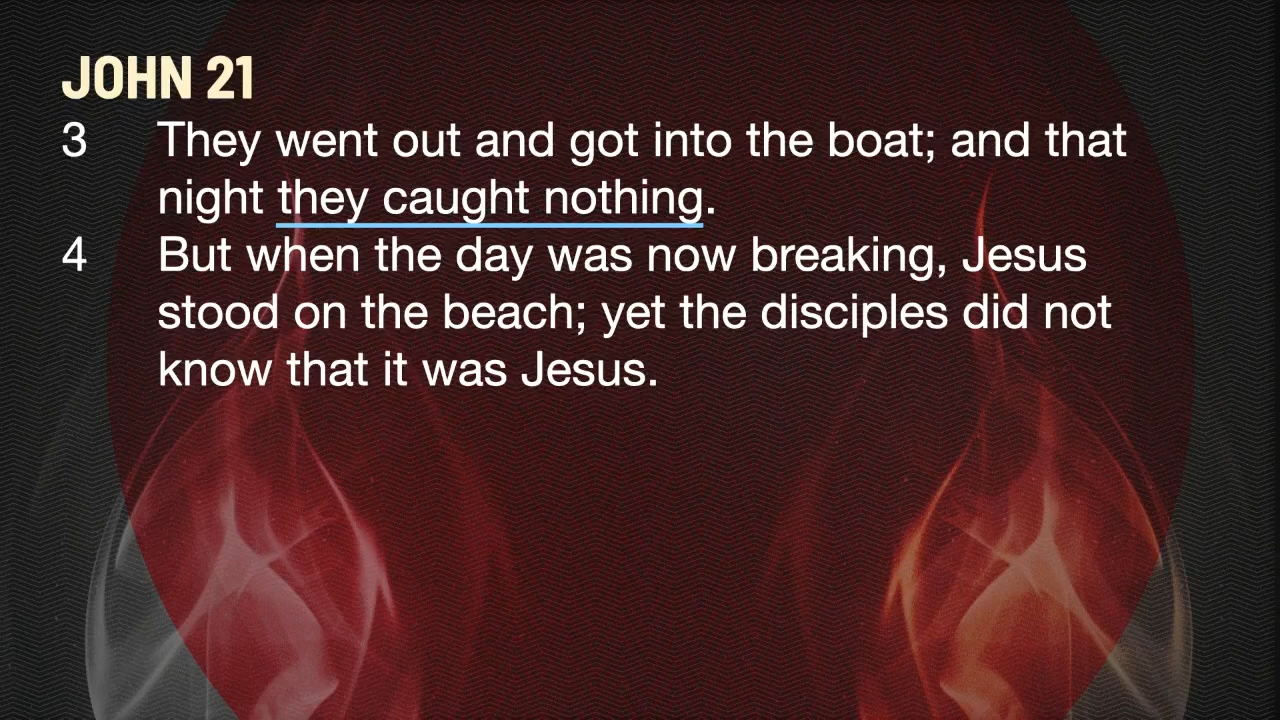 JOHN 21
3 They went out and got into the boat; and that
night they caught nothing.
4 But when the day was now breaking, Jesus
stood on the beach; yet the disciples did not
know that it was Jesus.